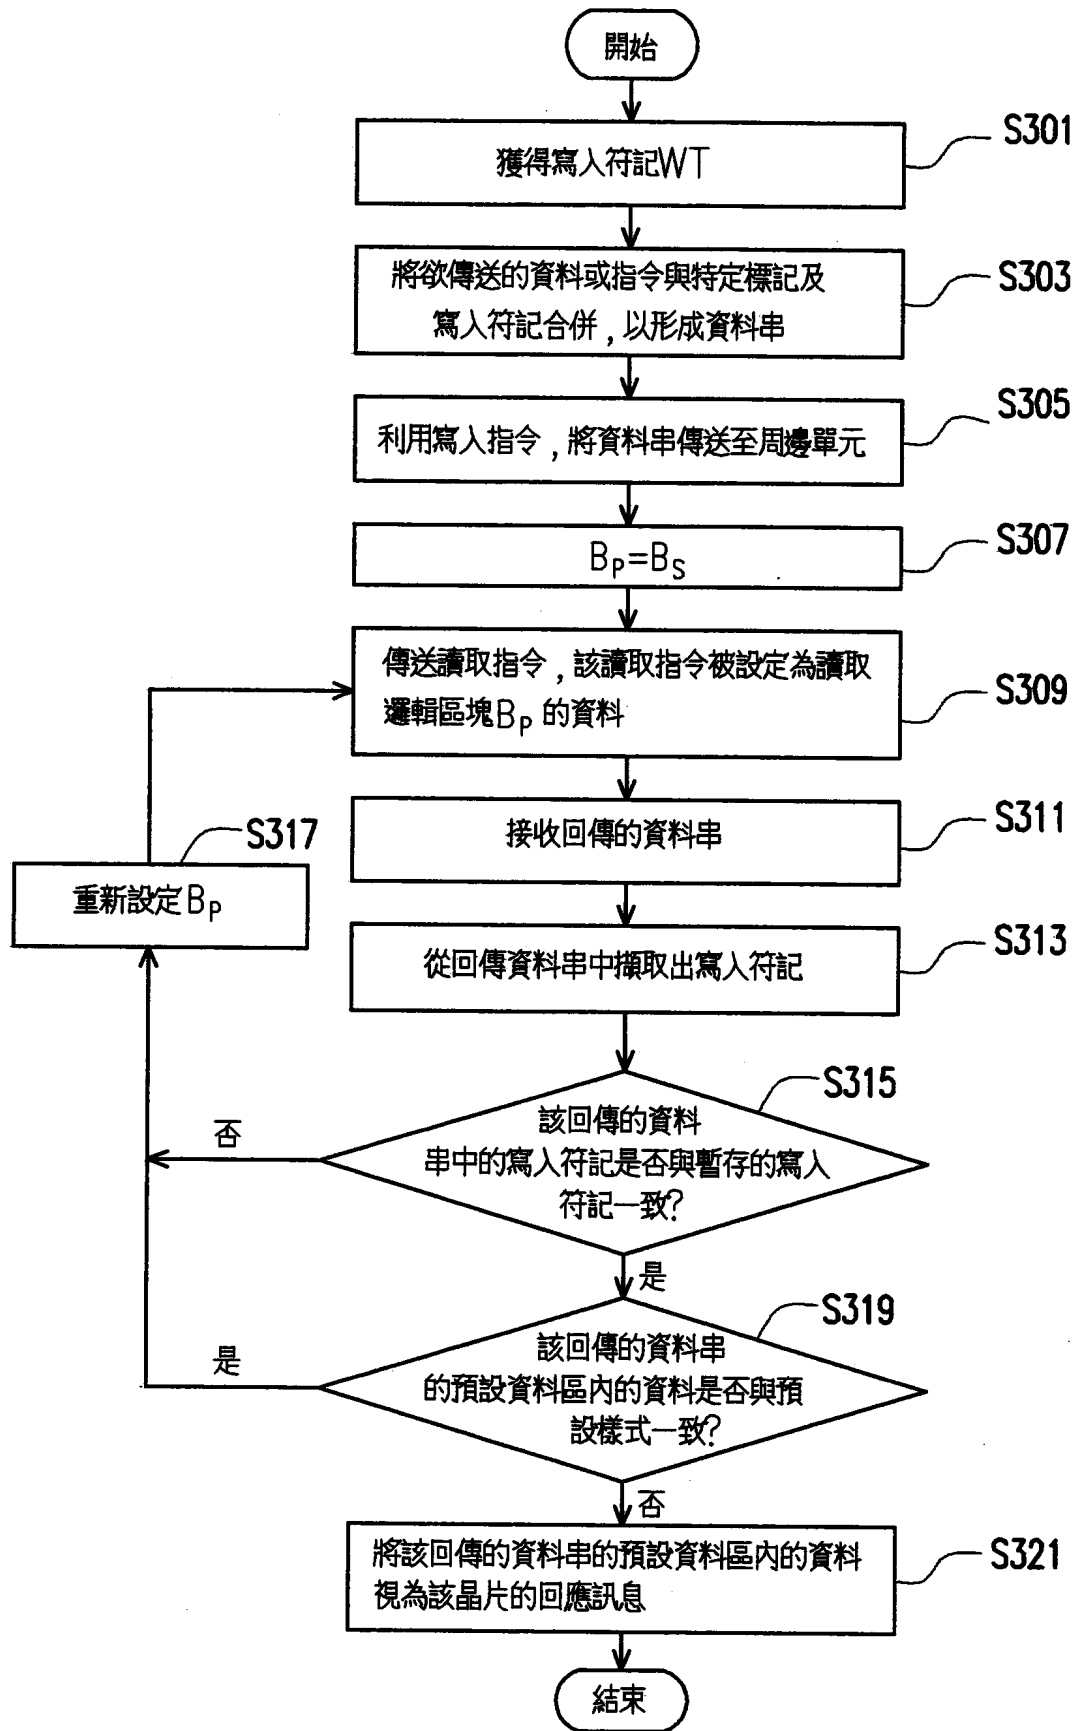 開始
S301
獲得寫入符記WT
S303
將欲傳送的資料或指令與特定標記及
寫入符記合併，以形成資料串
S305
利用寫入指令，將資料串傳送至周邊單元
S307
BP=BS
S309
傳送讀取指令，該讀取指令被設定為讀取
邏輯區塊BP 的資料
S311
接收回傳的資料串
S317
重新設定BP
S313
從回傳資料串中擷取出寫入符記
S315
該回傳的資料
串中的寫入符記是否與暫存的寫入
符記一致?
否
是
S319
該回傳的資料串
的預設資料區內的資料是否與預
設樣式一致?
是
否
S321
將該回傳的資料串的預設資料區內的資料
視為該晶片的回應訊息
結束